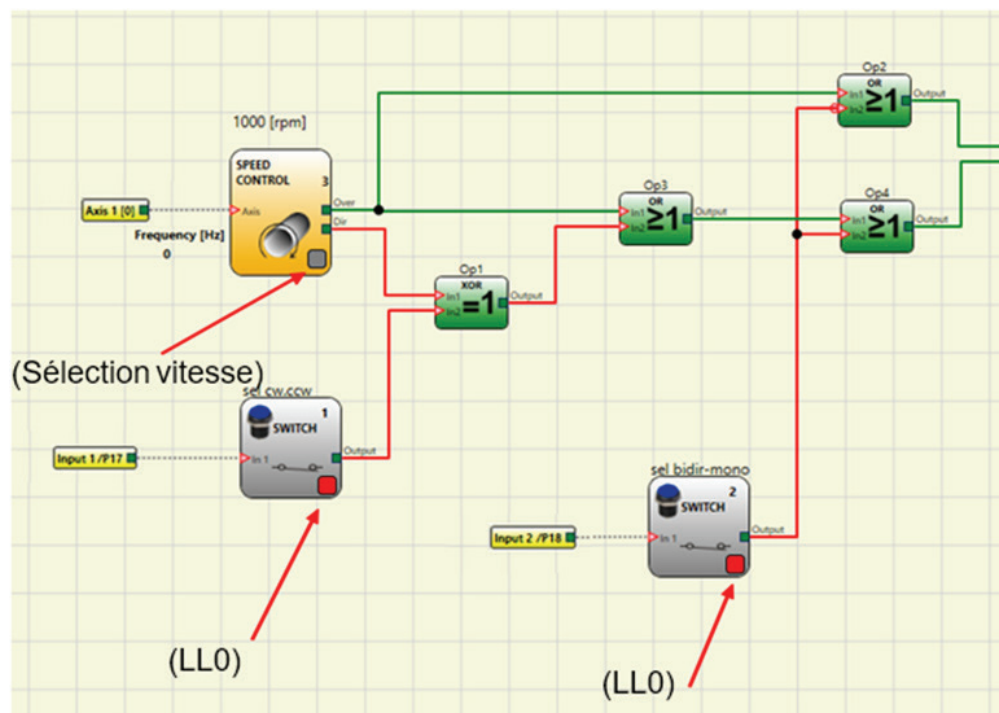 Op2
OR
In1
In2
≥1
Output
1000 [rpm]
SPEED CONTROL
3
Axis 1 [0]
Axis
Over
Dir
Frequency [Hz]
0
Op3
OR
In1
In2
≥1
Output
Op4
OR
In1
In2
≥1
Output
Op1
XOR
In1
In2
=1
Output
(Sélection vitesse)
sel cw.ccw
1
SWITCH
Input 1 /P17
In 1
Output
sel bidir-mono
2
SWITCH
Input 2 /P18
In 1
Output
(LL0)
(LL0)